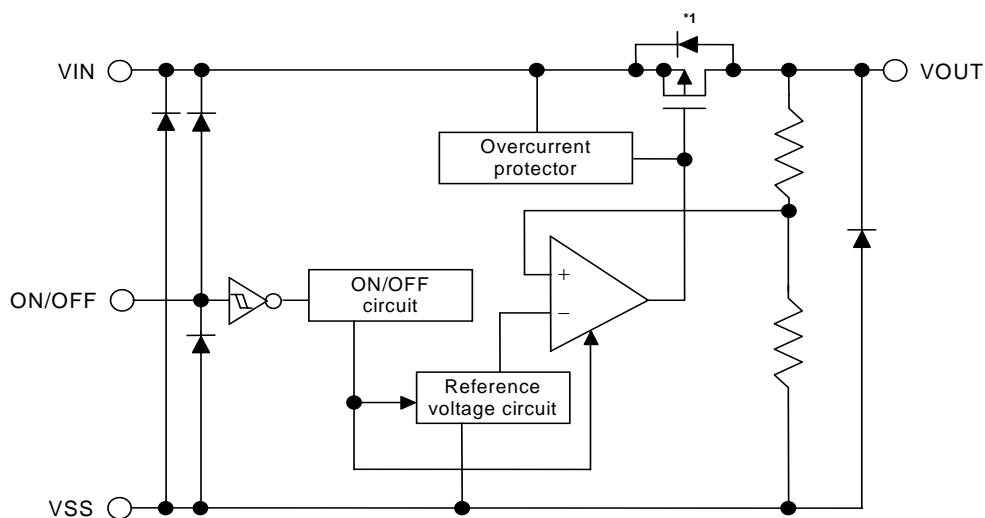 *1
VIN
VOUT
Overcurrent
protector
ON/OFF
ON/OFF
circuit
+
−
Reference
voltage circuit
VSS